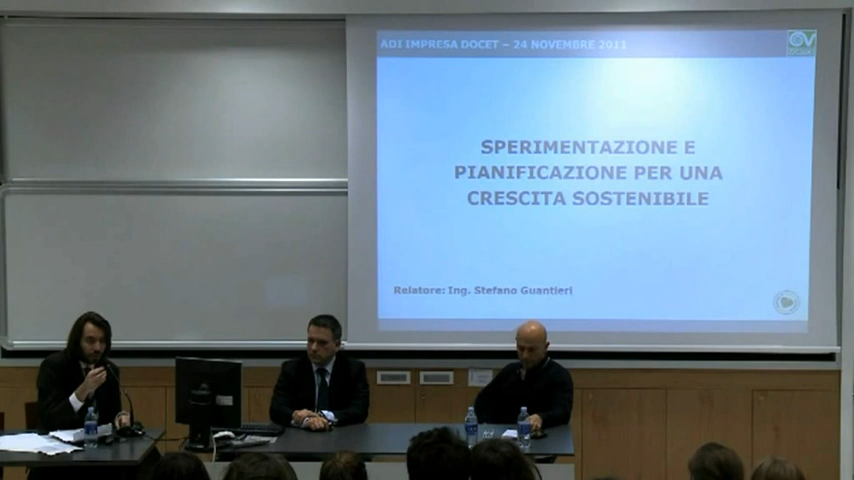 ADI IMPRESA DOCET – 24 NOVEMBRE 2011
SPERIMENTAZIONE E
PIANIFICAZIONE PER UNA
CRESCITA SOSTENIBILE
Relatore: Ing. Stefano Guantieri